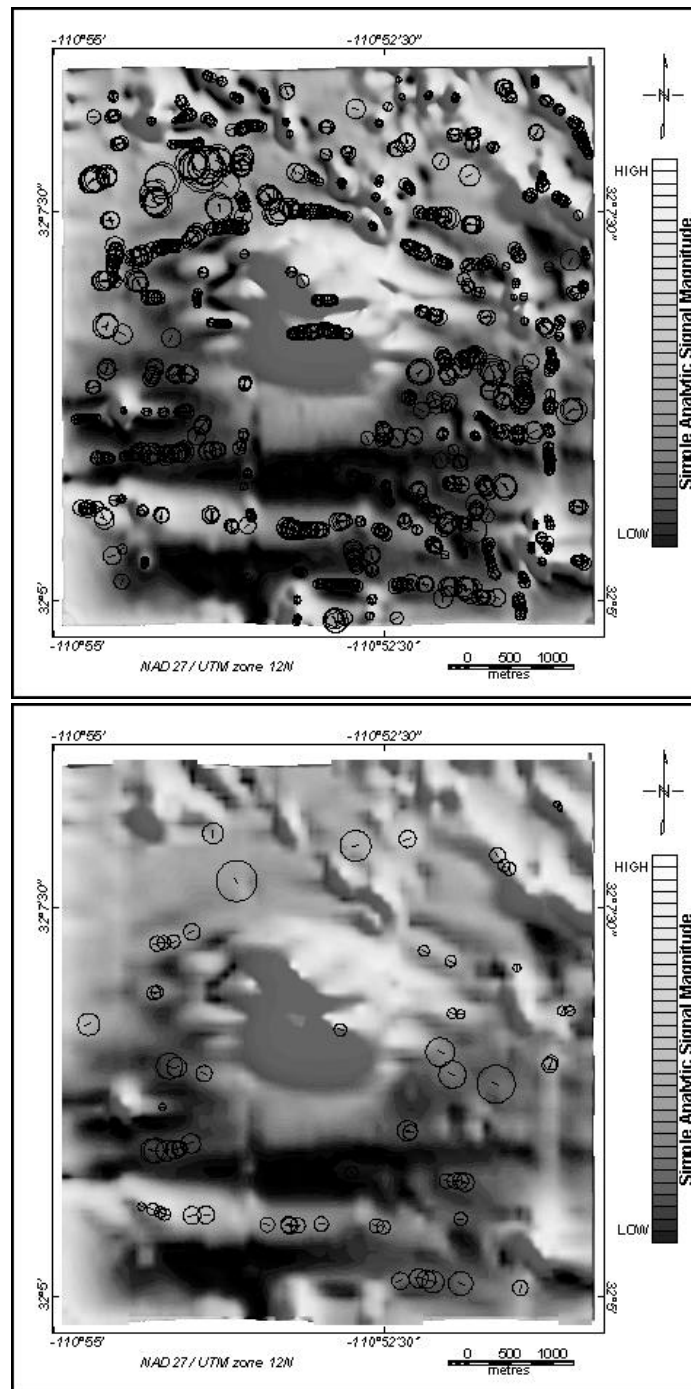 -110°55'
-110°52'30"
N
HIGH
32°7'30"
32°7'30"
Simple Analytic Signal Magnitude
LOW
32°5'
32°5'
-110°55'
-110°52'30"
NAD 27 / UTM zone 12N
0 500 1000
metres
-110°55'
-110°52'30"
N
HIGH
32°7'30"
32°7'30"
Simple Analytic Signal Magnitude
LOW
32°5'
32°5'
-110°55'
-110°52'30"
NAD 27 / UTM zone 12N
0 500 1000
metres